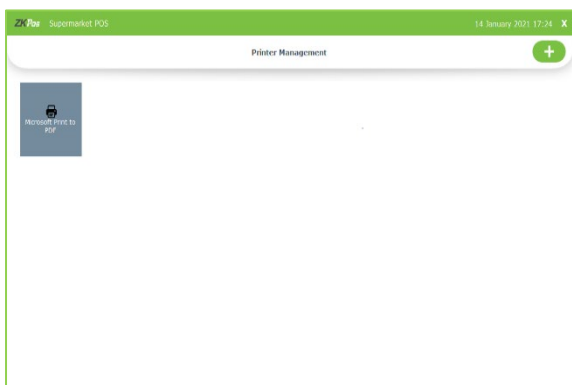 ZKPos Supermarket POS 14 January 2021 17:24 X
Printer Management
+
Microsoft Print to
PDF